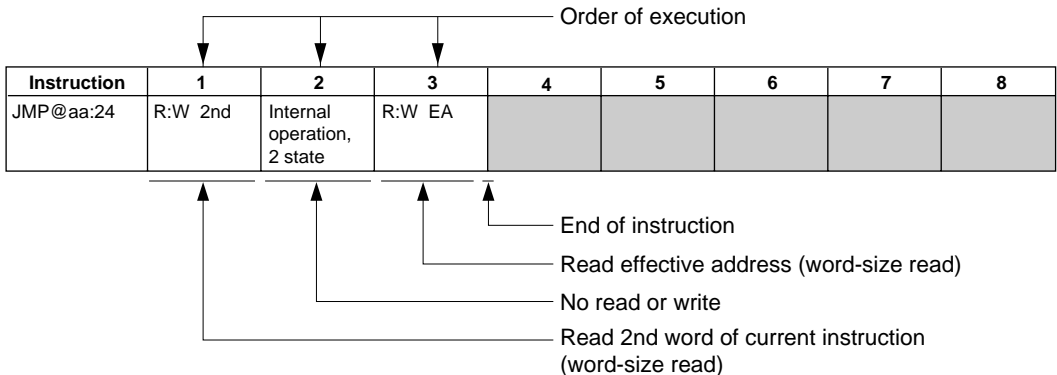 Order of execution
Instruction 1 2 3 4 5 6 7 8
JMP@aa:24 R:W 2nd Internal operation, 2 state R:W EA
End of instruction
Read effective address (word-size read)
No read or write
Read 2nd word of current instruction
(word-size read)